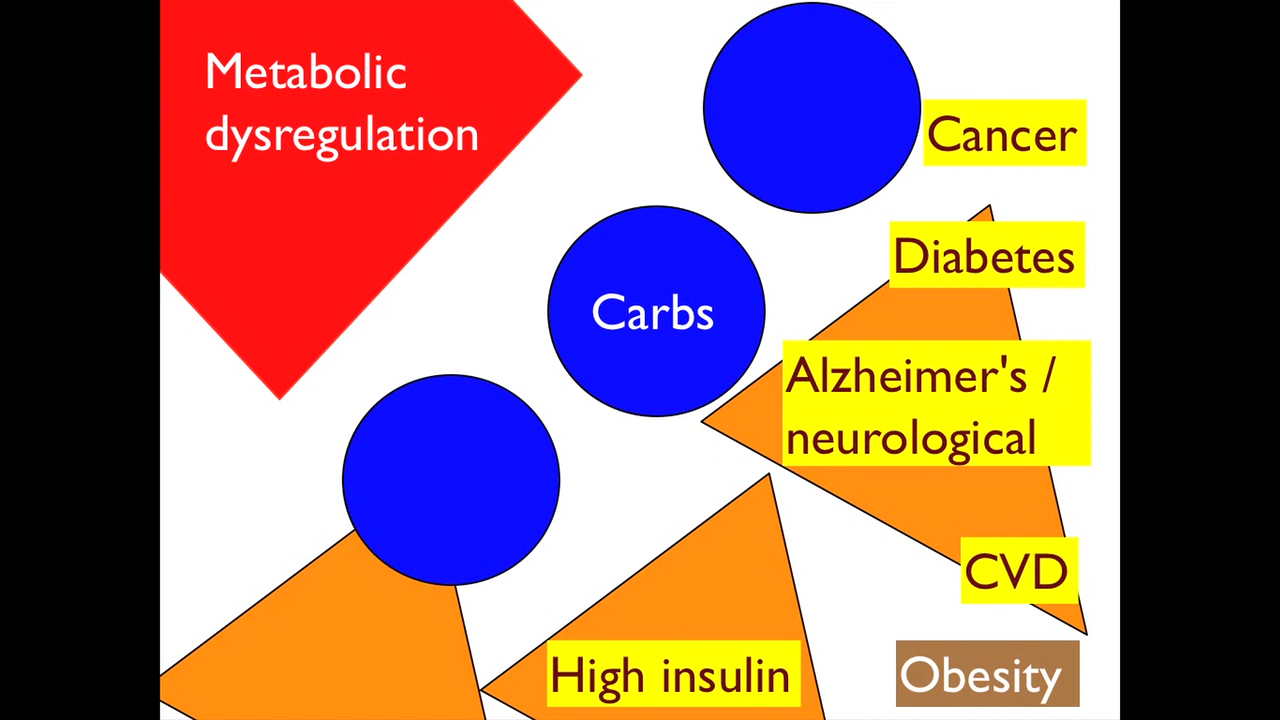 Metabolic
dysregulation
Cancer
Diabetes
Carbs
Alzheimer's /
neurological
CVD
High insulin
Obesity